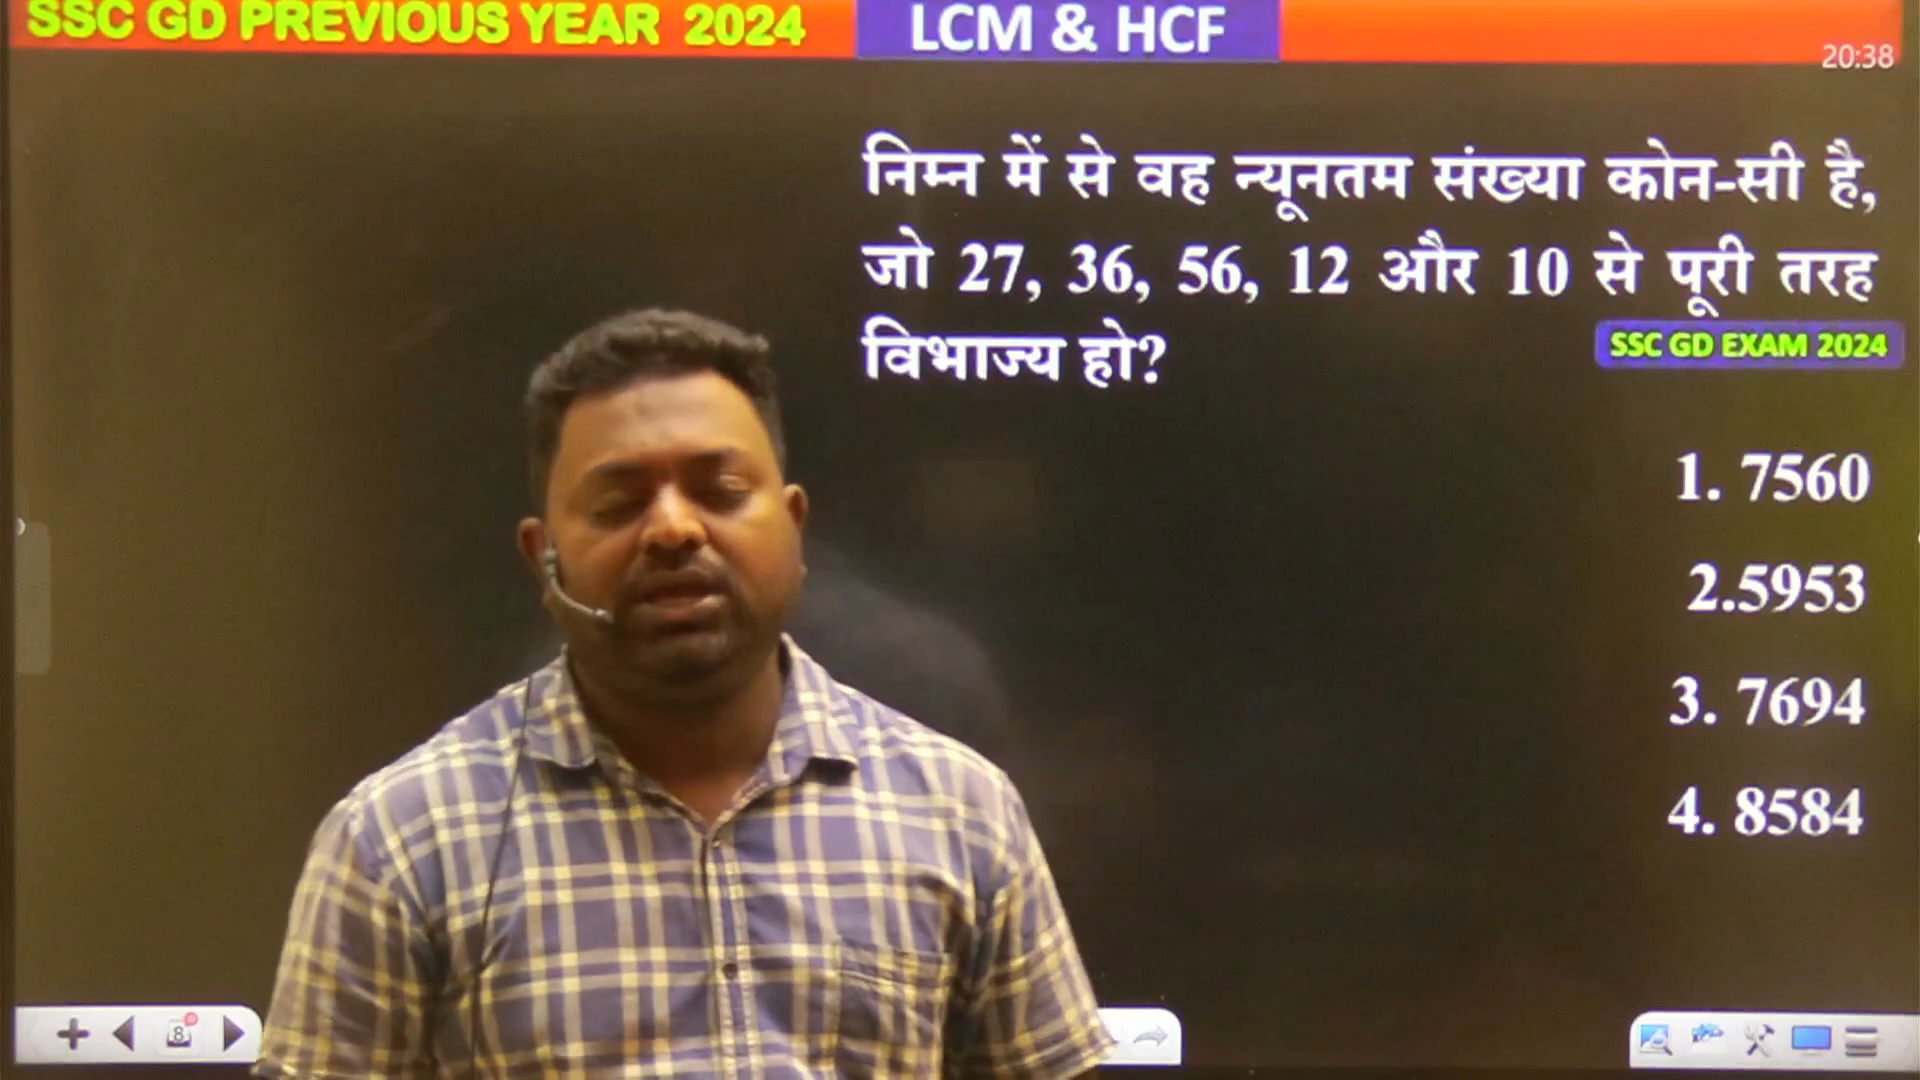 SSC GD PREVIOUS YEAR 2024
LCM & HCF
20:38
निम्न में से वह न्यूनतम संख्या कोन-सी है,
जो 27, 36, 56, 12 और 10 से पूरी तरह
विभाज्य हो?
SSC GD EXAM 2024
1. 7560
2.5953
3. 7694
4. 8584
8